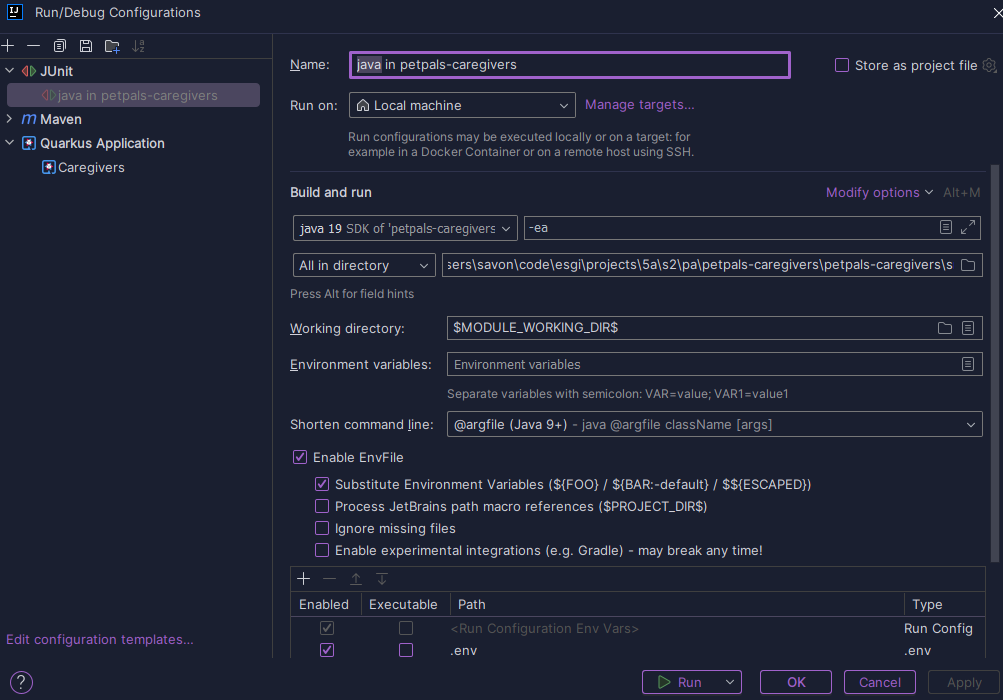 Run/Debug Configurations
JUnit
java in petpals-caregivers
Maven
Quarkus Application
Caregivers
Edit configuration templates...
Name:
java in petpals-caregivers
Store as project file
Run on:
Local machine
Manage targets...
Run configurations may be executed locally or on a target: for
example in a Docker Container or on a remote host using SSH.
Build and run
Modify options
Alt+M
java 19 SDK of 'petpals-caregivers
-ea
All in directory
sers\savon\code\esgi\projects\5a\s2\pa\petpals-caregivers\petpals-caregivers\s
Press Alt for field hints
Working directory:
$MODULE_WORKING_DIR$
Environment variables:
Environment variables
Separate variables with semicolon: VAR=value; VAR1=value1
Shorten command line:
@argfile (Java 9+) - java @argfile className [args]
Enable EnvFile
Substitute Environment Variables (${FOO} / ${BAR:-default} / $${ESCAPED})
Process JetBrains path macro references ($PROJECT_DIR$)
Ignore missing files
Enable experimental integrations (e.g. Gradle) - may break any time!
Enabled Executable Path Type
<Run Configuration Env Vars> Run Config
.env .env
?
Run
OK
Cancel
Apply